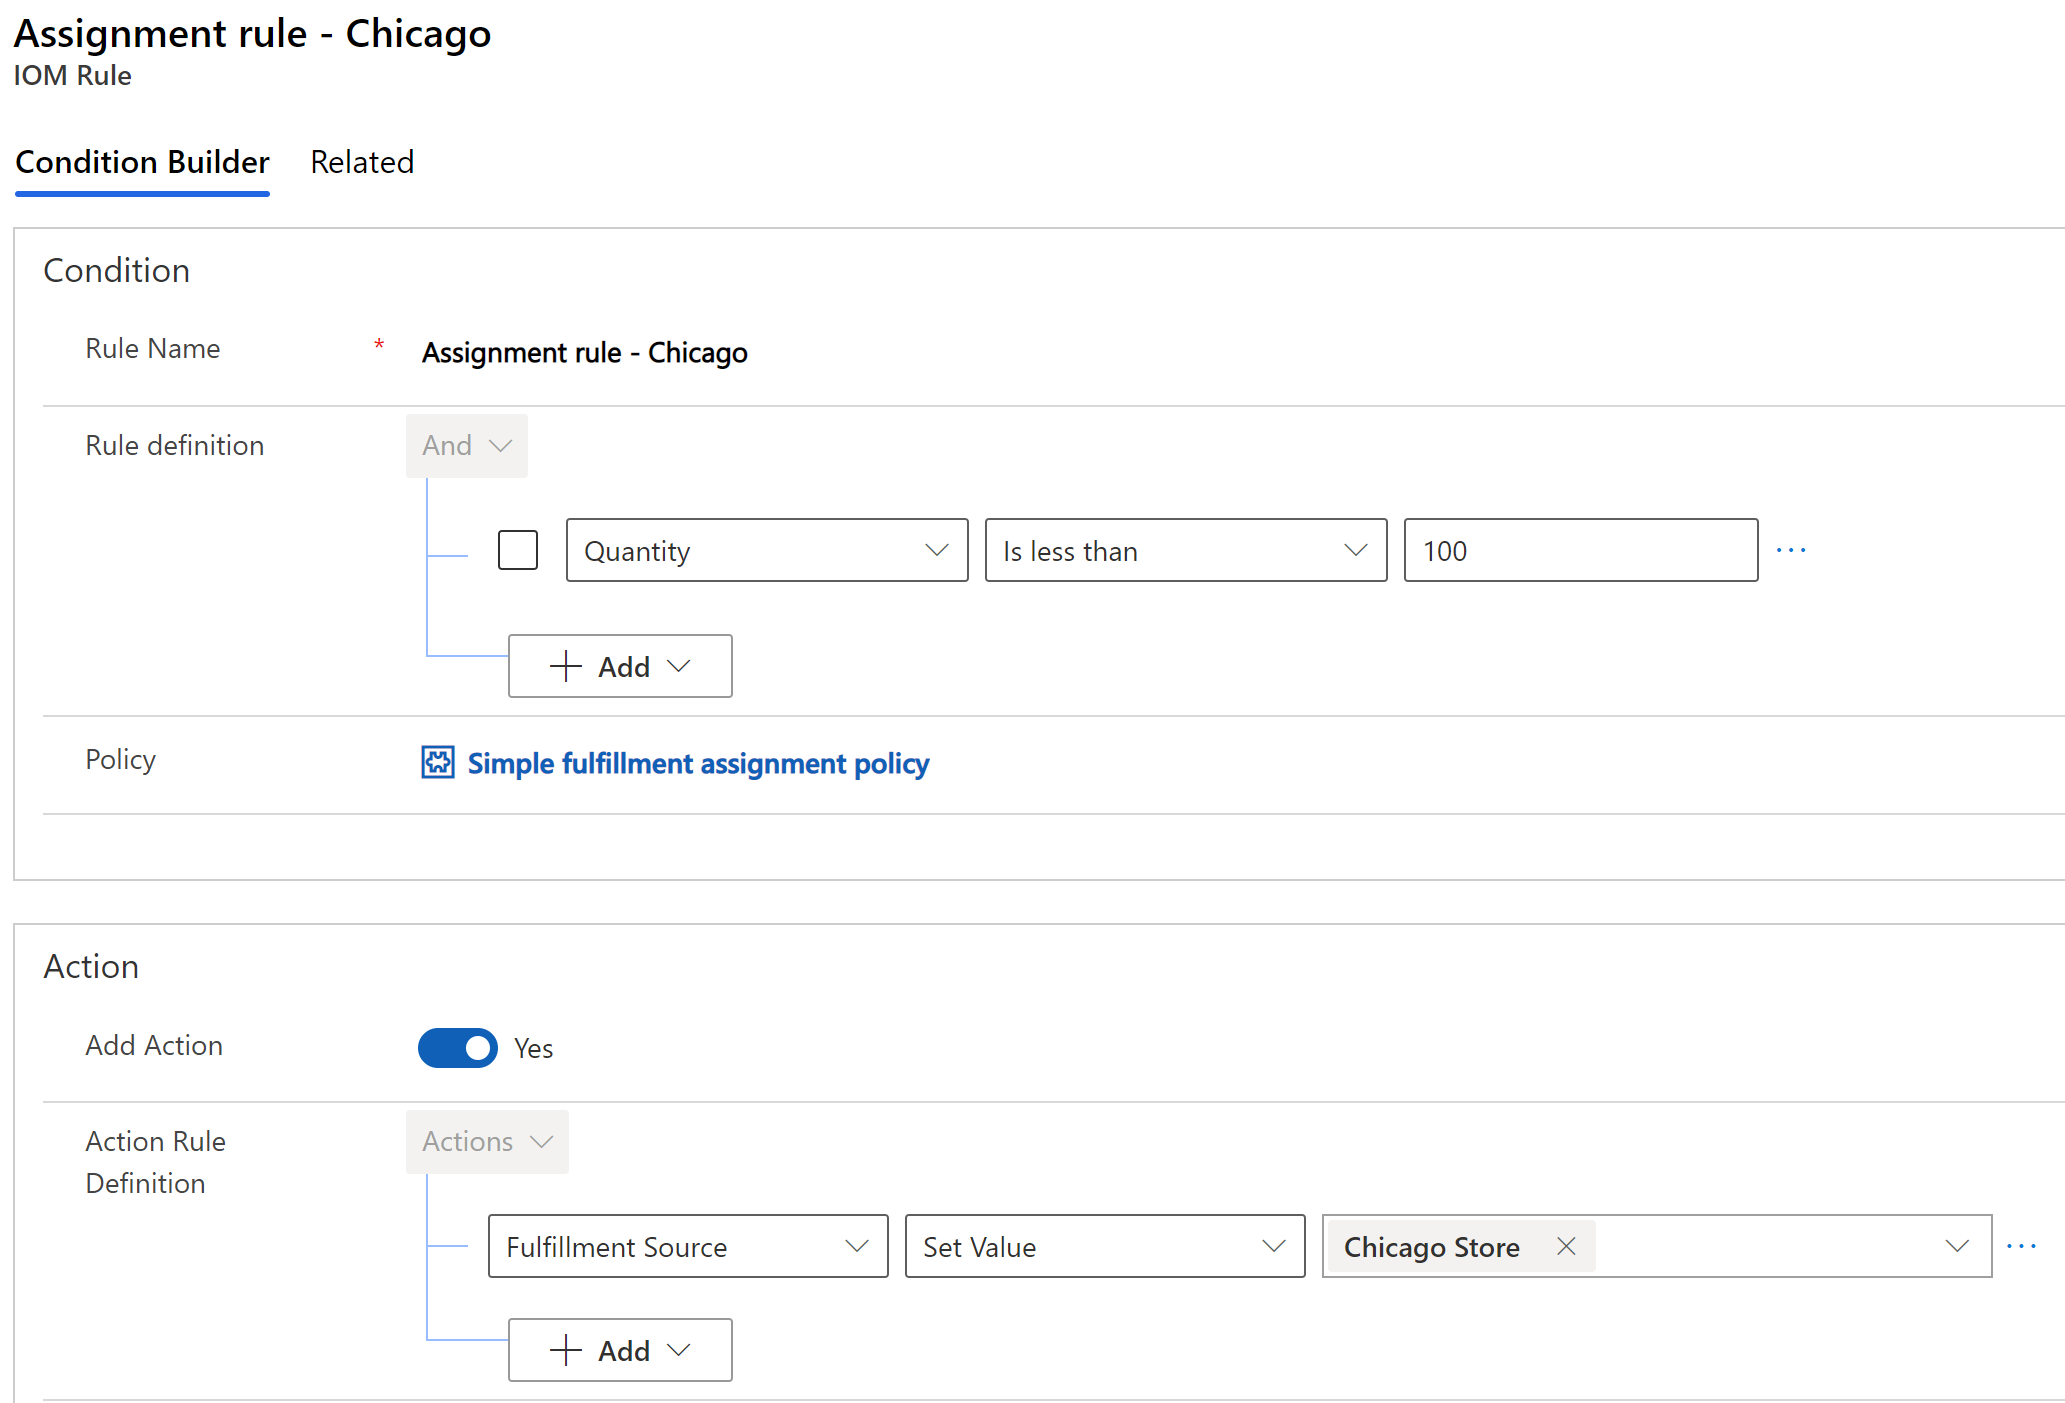 Assignment rule - Chicago
IOM Rule
Condition Builder Related
Condition
Rule Name * Assignment rule - Chicago
Rule definition And
Quantity Is less than 100 ...
+ Add
Policy Simple fulfillment assignment policy
Action
Add Action Yes
Action Rule Actions
Definition
Fulfillment Source Set Value Chicago Store ...
+ Add